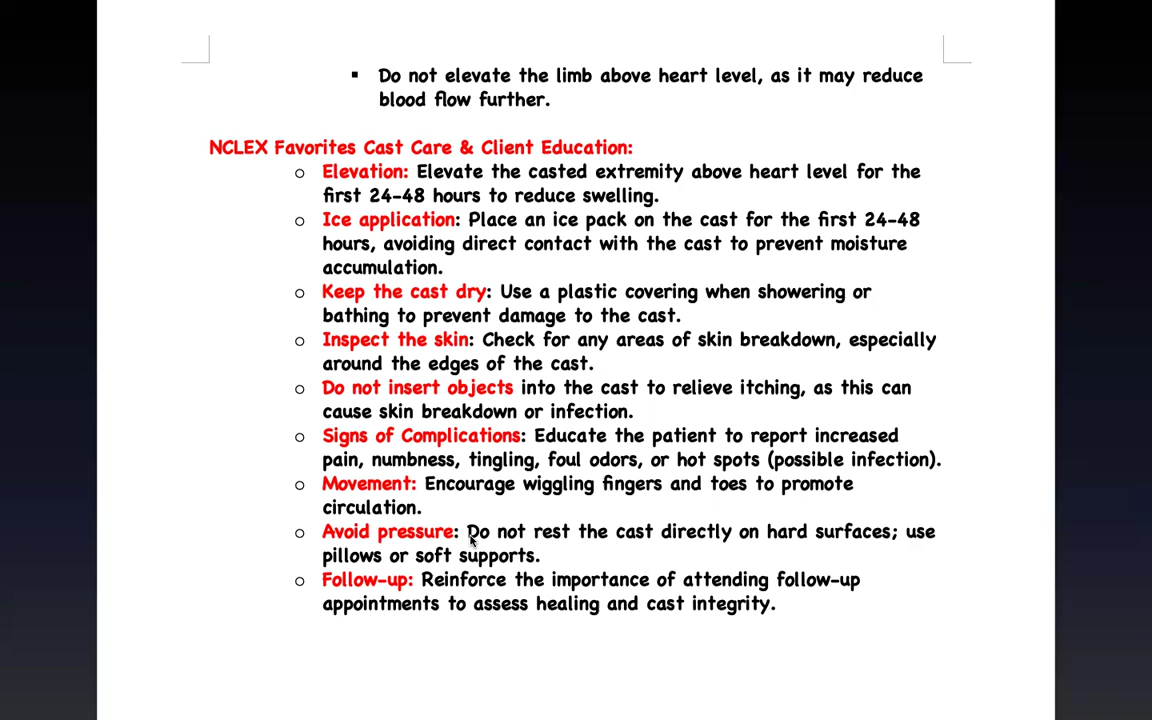 ▪ Do not elevate the limb above heart level, as it may reduce
blood flow further.
NCLEX Favorites Cast Care & Client Education:
o Elevation: Elevate the casted extremity above heart level for the
first 24-48 hours to reduce swelling.
o Ice application: Place an ice pack on the cast for the first 24-48
hours, avoiding direct contact with the cast to prevent moisture
accumulation.
o Keep the cast dry: Use a plastic covering when showering or
bathing to prevent damage to the cast.
o Inspect the skin: Check for any areas of skin breakdown, especially
around the edges of the cast.
o Do not insert objects into the cast to relieve itching, as this can
cause skin breakdown or infection.
o Signs of Complications: Educate the patient to report increased
pain, numbness, tingling, foul odors, or hot spots (possible infection).
o Movement: Encourage wiggling fingers and toes to promote
circulation.
o Avoid pressure: Do not rest the cast directly on hard surfaces; use
pillows or soft supports.
o Follow-up: Reinforce the importance of attending follow-up
appointments to assess healing and cast integrity.